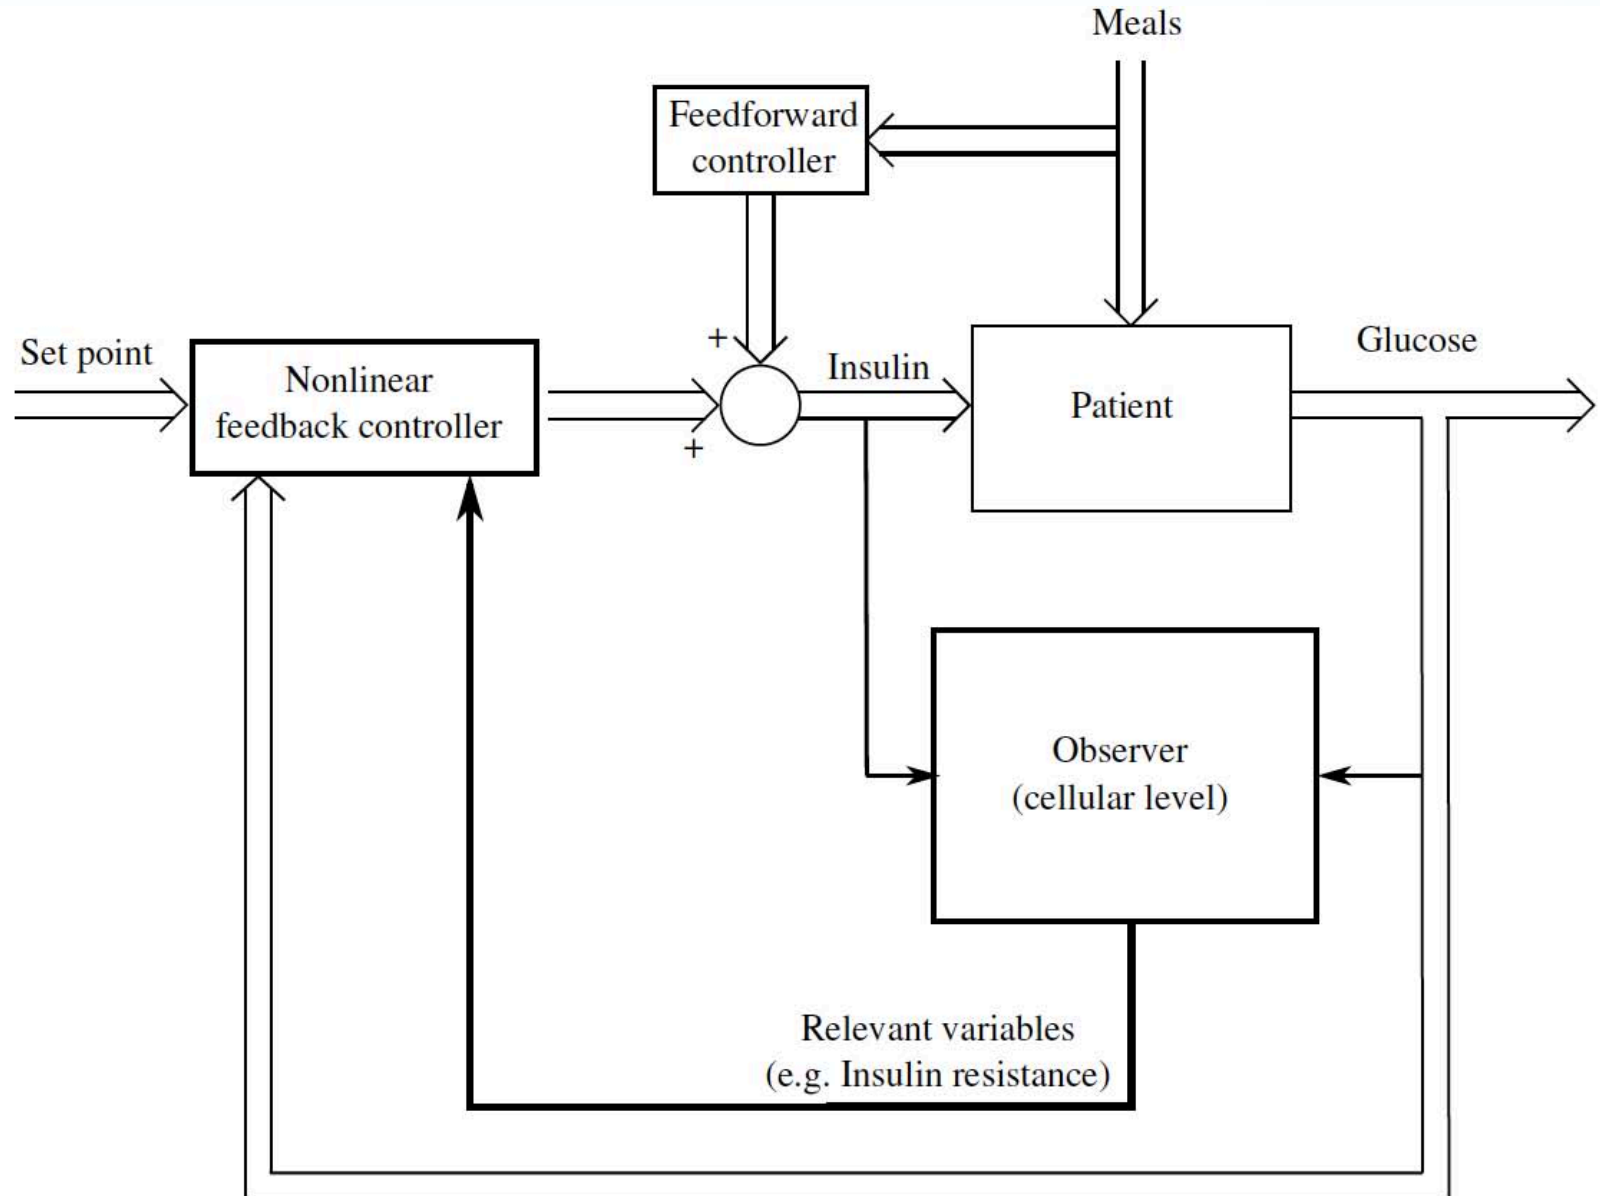 Meals
Feedforward
controller
Set point
Nonlinear
feedback controller
+
+
Insulin
Patient
Glucose
Observer
(cellular level)
Relevant variables
(e.g. Insulin resistance)